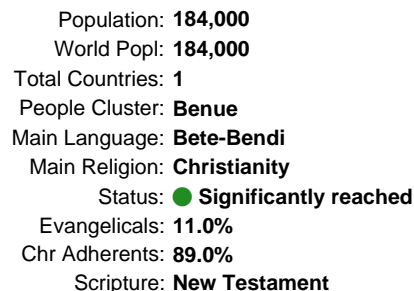 Population: 184,000
World Popl: 184,000
Total Countries: 1
People Cluster: Benue
Main Language: Bete-Bendi
Main Religion: Christianity
Status: Significantly reached
Evangelicals: 11.0%
Chr Adherents: 89.0%
Scripture: New Testament